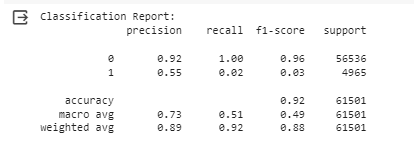 Classification Report:
precision recall f1-score support
0 0.92 1.00 0.96 56536
1 0.55 0.02 0.03 4965
accuracy 0.92 61501
macro avg 0.73 0.51 0.49 61501
weighted avg 0.89 0.92 0.88 61501